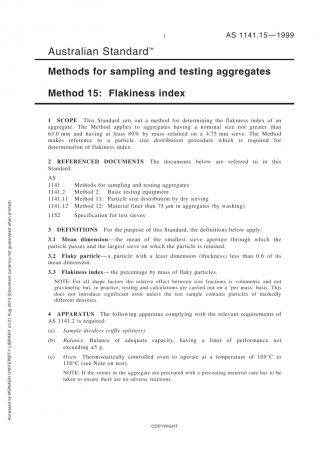 1
AS 1141.15—1999
Australian Standard™
Methods for sampling and testing aggregates
Method 15: Flakiness index
1 SCOPE This Standard sets out a method for determining the flakiness index of an
aggregate. The Method applies to aggregates having a nominal size not greater than
63.0 mm and having at least 80% by mass retained on a 4.75 mm sieve. The Method
makes reference to a particle size distribution procedure which is required for
determination of flakiness index.
2 REFERENCED DOCUMENTS The documents below are referred to in this
Standard:
AS
1141 Methods for sampling and testing aggregates
1141.2 Method 2: Basic testing equipment
1141.11 Method 11: Particle size distribution by dry sieving
1141.12 Method 12: Material finer than 75 µm in aggregates (by washing)
1152 Specification for test sieves
3 DEFINITIONS For the purpose of this Standard, the definitions below apply:
3.1 Mean dimension—the mean of the smallest sieve aperture through which the
particle passes and the largest sieve on which the particle is retained.
3.2 Flaky particle—a particle with a least dimension (thickness) less than 0.6 of its
mean dimension.
3.3 Flakiness index—the percentage by mass of flaky particles.
NOTE: For all shape factors the relative effect between size fractions is volumetric and not
gravimetric but, in practice, testing and calculations are carried out on a 'per mass' basis. This
does not introduce significant error unless the test sample contains particles of markedly
different densities.
4 APPARATUS The following apparatus complying with the relevant requirements of
AS 1141.2 is required:
(a) Sample dividers (riffle splitters)
(b) Balance Balance of adequate capacity, having a limit of performance not
exceeding ±5 g.
(c) Oven Thermostatically controlled oven to operate at a temperature of 105°C to
110°C (see Note on test).
NOTE: If the stones in the aggregate are precoated with a precoating material care has to be
taken to ensure there are no adverse reactions.
COPYRIGHT
Accessed by MONASH UNIVERSITY LIBRARY on 21 Aug 2013 (Document currency not guaranteed when printed)